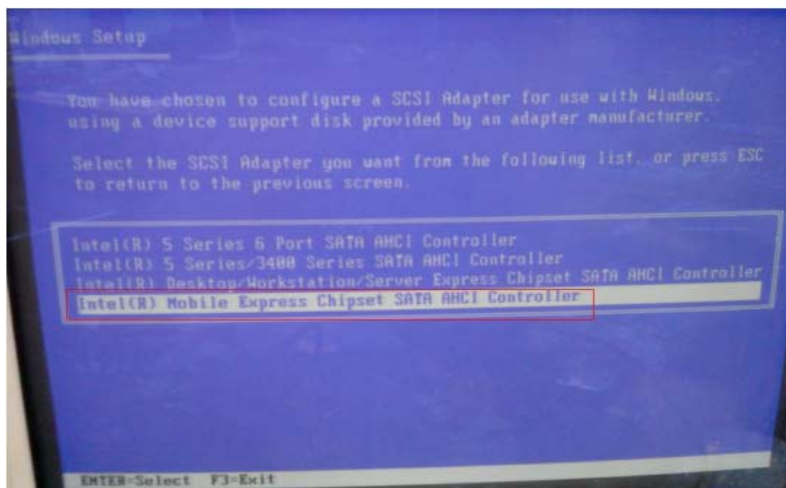 Windows Setup
You have chosen to configure a SCSI Adapter for use with Windows,
using a device support disk provided by an adapter manufacturer.
Select the SCSI Adapter you want from the following list, or press ESC
to return to the previous screen.
Intel(R) 5 Series 6 Port SATA AHCI Controller
Intel(R) 5 Series/3400 Series SATA AHCI Controller
Intel(R) Desktop/Workstation/Server Express Chipset SATA AHCI Controller
Intel(R) Mobile Express Chipset SATA AHCI Controller
ENTER=Select F3=Exit